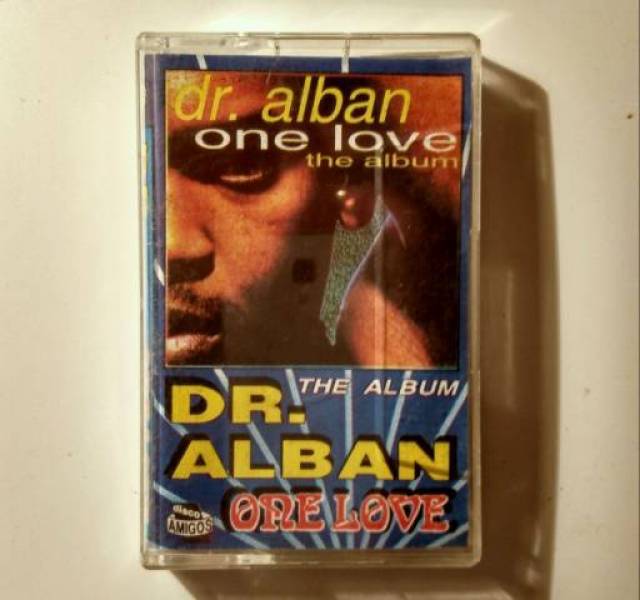 dr. alban
one love
the album
THE ALBUM
DR.
ALBAN
disco
AMIGOS
ONE LOVE